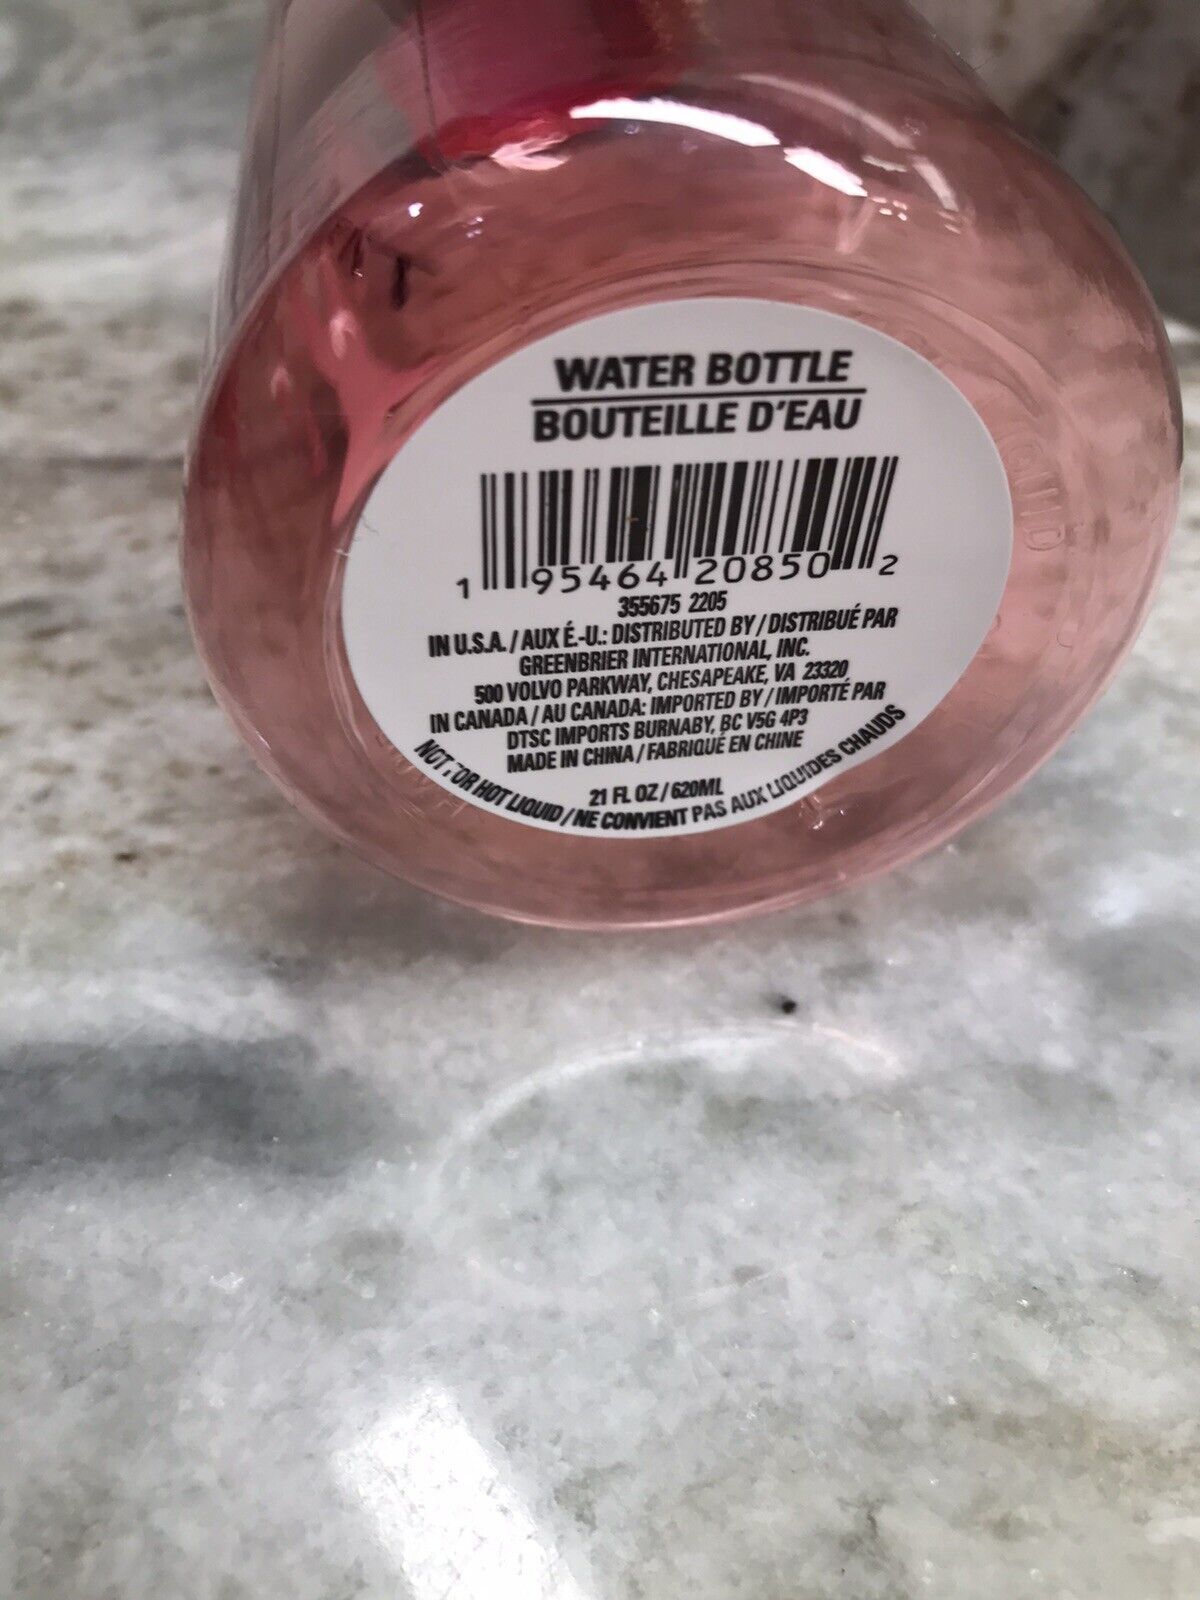 WATER BOTTLE
BOUTEILLE D'EAU
1 95464 20850 2
355675 2205
IN U.S.A. / AUX É.-U.: DISTRIBUTED BY / DISTRIBUÉ PAR
GREENBRIER INTERNATIONAL, INC.
500 VOLVO PARKWAY, CHESAPEAKE, VA 23320
IN CANADA / AU CANADA: IMPORTED BY / IMPORTÉ PAR
DTSC IMPORTS BURNABY, BC V5G 4P3
MADE IN CHINA / FABRIQUÉ EN CHINE
21 FL OZ / 620ML
NOT FOR HOT LIQUID / NE CONVIENT PAS AUX LIQUIDES CHAUDS